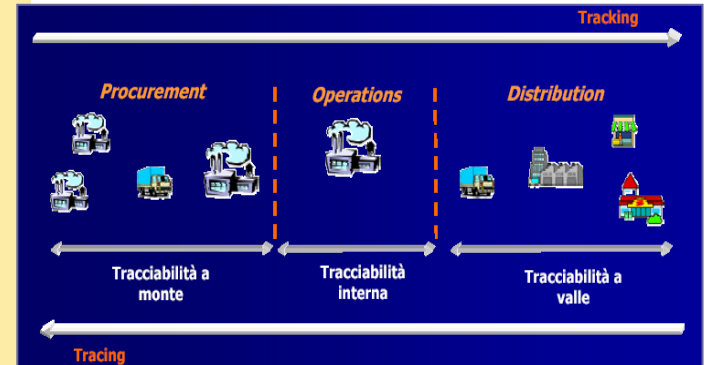 Tracking
Procurement
Operations
Distribution
Tracciabilità a
monte
Tracciabilità
interna
Tracciabilità a
valle
Tracing